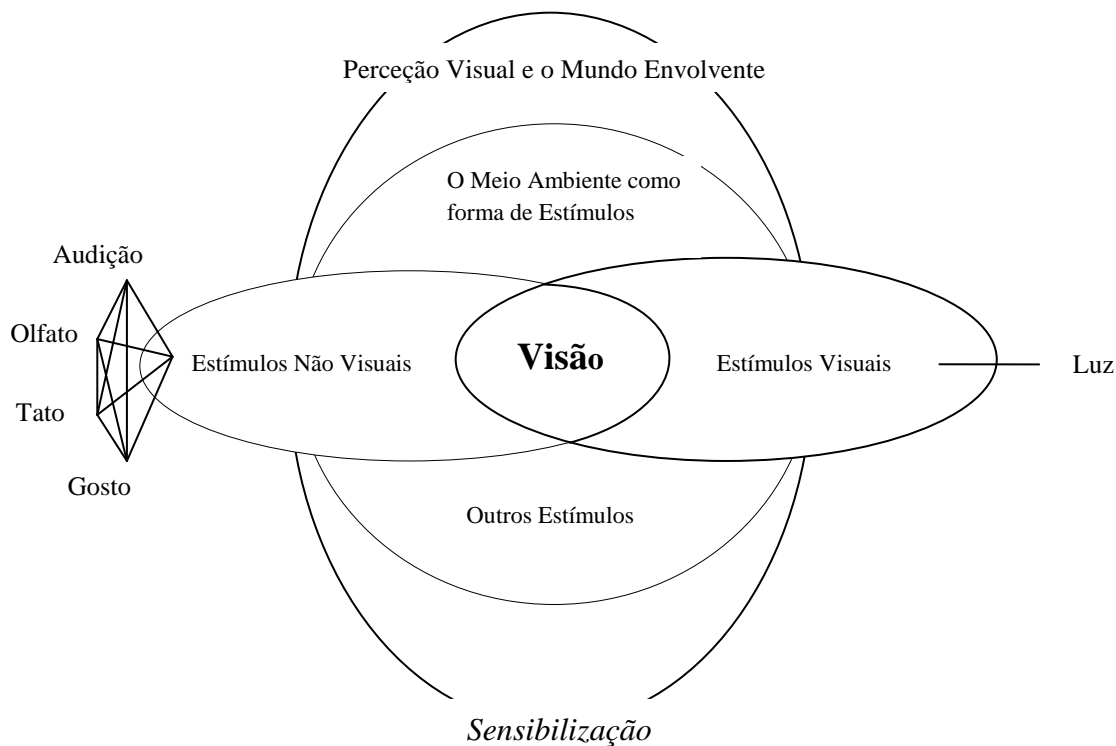 Perceção Visual e o Mundo Envolvente
O Meio Ambiente como
forma de Estímulos
Audição
Olfato
Tato
Gosto
Estímulos Não Visuais
Visão
Estímulos Visuais
Luz
Outros Estímulos
Sensibilização